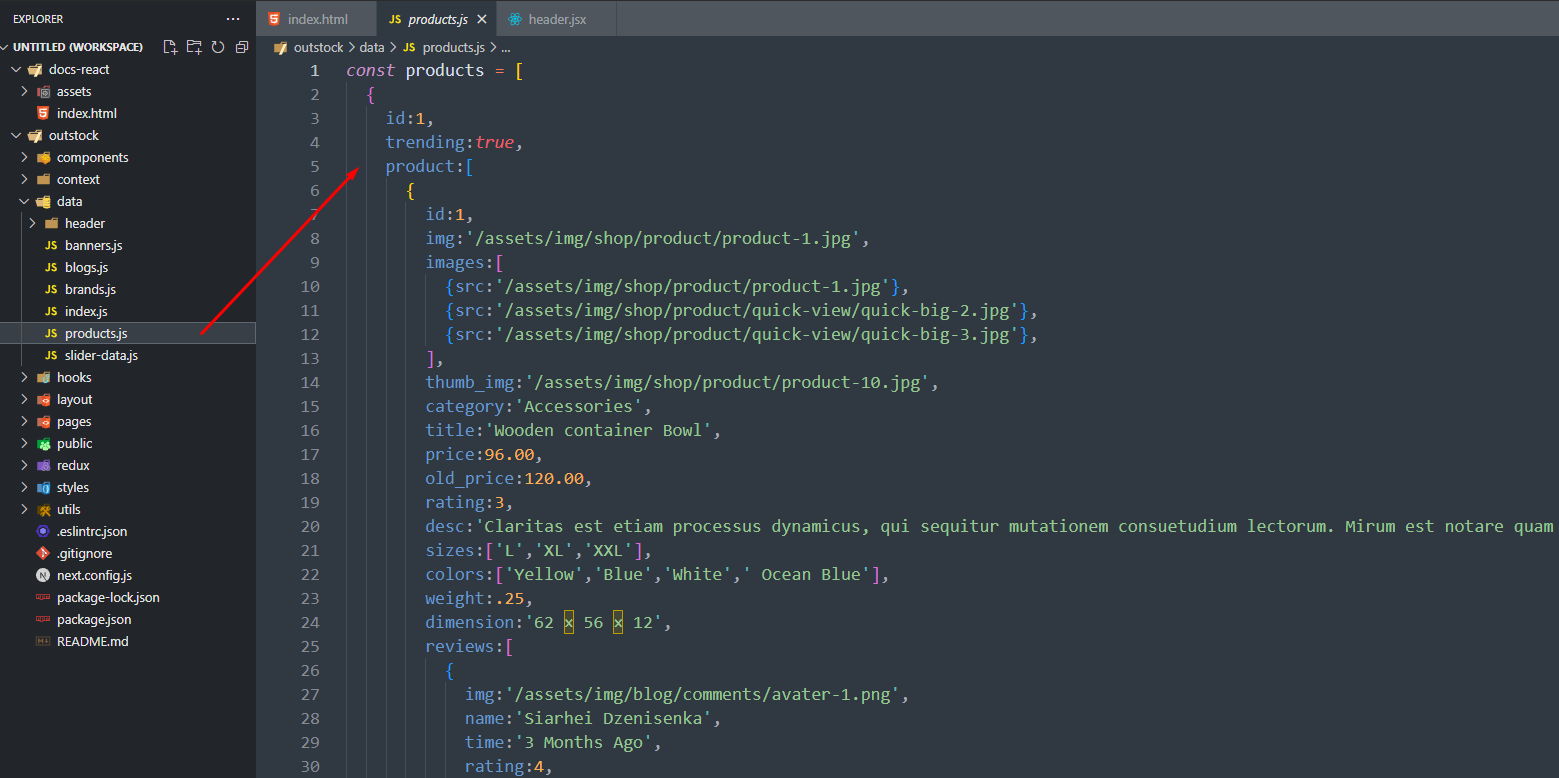 EXPLORER
UNTITLED (WORKSPACE)
docs-react
assets
index.html
outstock
components
context
data
header
JS banners.js
JS blogs.js
JS brands.js
JS index.js
JS products.js
JS slider-data.js
hooks
layout
pages
public
redux
styles
utils
.eslintrc.json
.gitignore
N next.config.js
package-lock.json
package.json
README.md
index.html JS products.js header.jsx
outstock > data > JS products.js > ...
1 const products = [
2 {
3 id:1,
4 trending:true,
5 product:[
6 {
7 id:1,
8 img:'/assets/img/shop/product/product-1.jpg',
9 images:[
10 {src:'/assets/img/shop/product/product-1.jpg'},
11 {src:'/assets/img/shop/product/quick-view/quick-big-2.jpg'},
12 {src:'/assets/img/shop/product/quick-view/quick-big-3.jpg'},
13 ],
14 thumb_img:'/assets/img/shop/product/product-10.jpg',
15 category:'Accessories',
16 title:'Wooden container Bowl',
17 price:96.00,
18 old_price:120.00,
19 rating:3,
20 desc:'Claritas est etiam processus dynamicus, qui sequitur mutationem consuetudium lectorum. Mirum est notare quam
21 sizes:['L','XL','XXL'],
22 colors:['Yellow','Blue','White',' Ocean Blue'],
23 weight:.25,
24 dimension:'62 x 56 x 12',
25 reviews:[
26 {
27 img:'/assets/img/blog/comments/avater-1.png',
28 name:'Siarhei Dzenisenka',
29 time:'3 Months Ago',
30 rating:4,